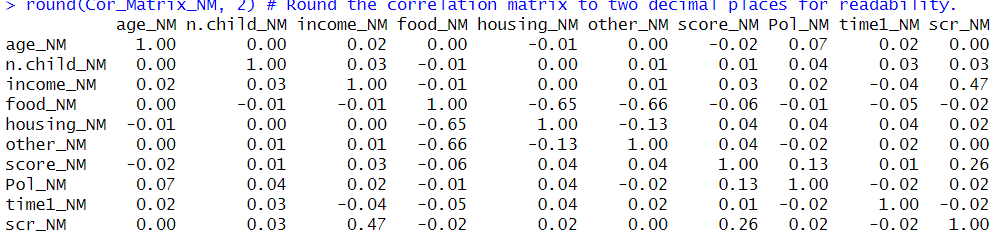 > round(Cor_Matrix_NM, 2) # Round the correlation matrix to two decimal places for readability.
age_NM n.child_NM income_NM food_NM housing_NM other_NM score_NM Pol_NM time1_NM scr_NM
age_NM 1.00 0.00 0.02 0.00 -0.01 0.00 -0.02 0.07 0.02 0.00
n.child_NM 0.00 1.00 0.03 -0.01 0.00 0.01 0.01 0.04 0.03 0.03
income_NM 0.02 0.03 1.00 -0.01 0.00 0.01 0.03 0.02 -0.04 0.47
food_NM 0.00 -0.01 -0.01 1.00 -0.65 -0.66 -0.06 -0.01 -0.05 -0.02
housing_NM -0.01 0.00 0.00 -0.65 1.00 -0.13 0.04 0.04 0.04 0.02
other_NM 0.00 0.01 0.01 -0.66 -0.13 1.00 0.04 -0.02 0.02 0.00
score_NM -0.02 0.01 0.03 -0.06 0.04 0.04 1.00 0.13 0.01 0.26
Pol_NM 0.07 0.04 0.02 -0.01 0.04 -0.02 0.13 1.00 -0.02 0.02
time1_NM 0.02 0.03 -0.04 -0.05 0.04 0.02 0.01 -0.02 1.00 -0.02
scr_NM 0.00 0.03 0.47 -0.02 0.02 0.00 0.26 0.02 -0.02 1.00